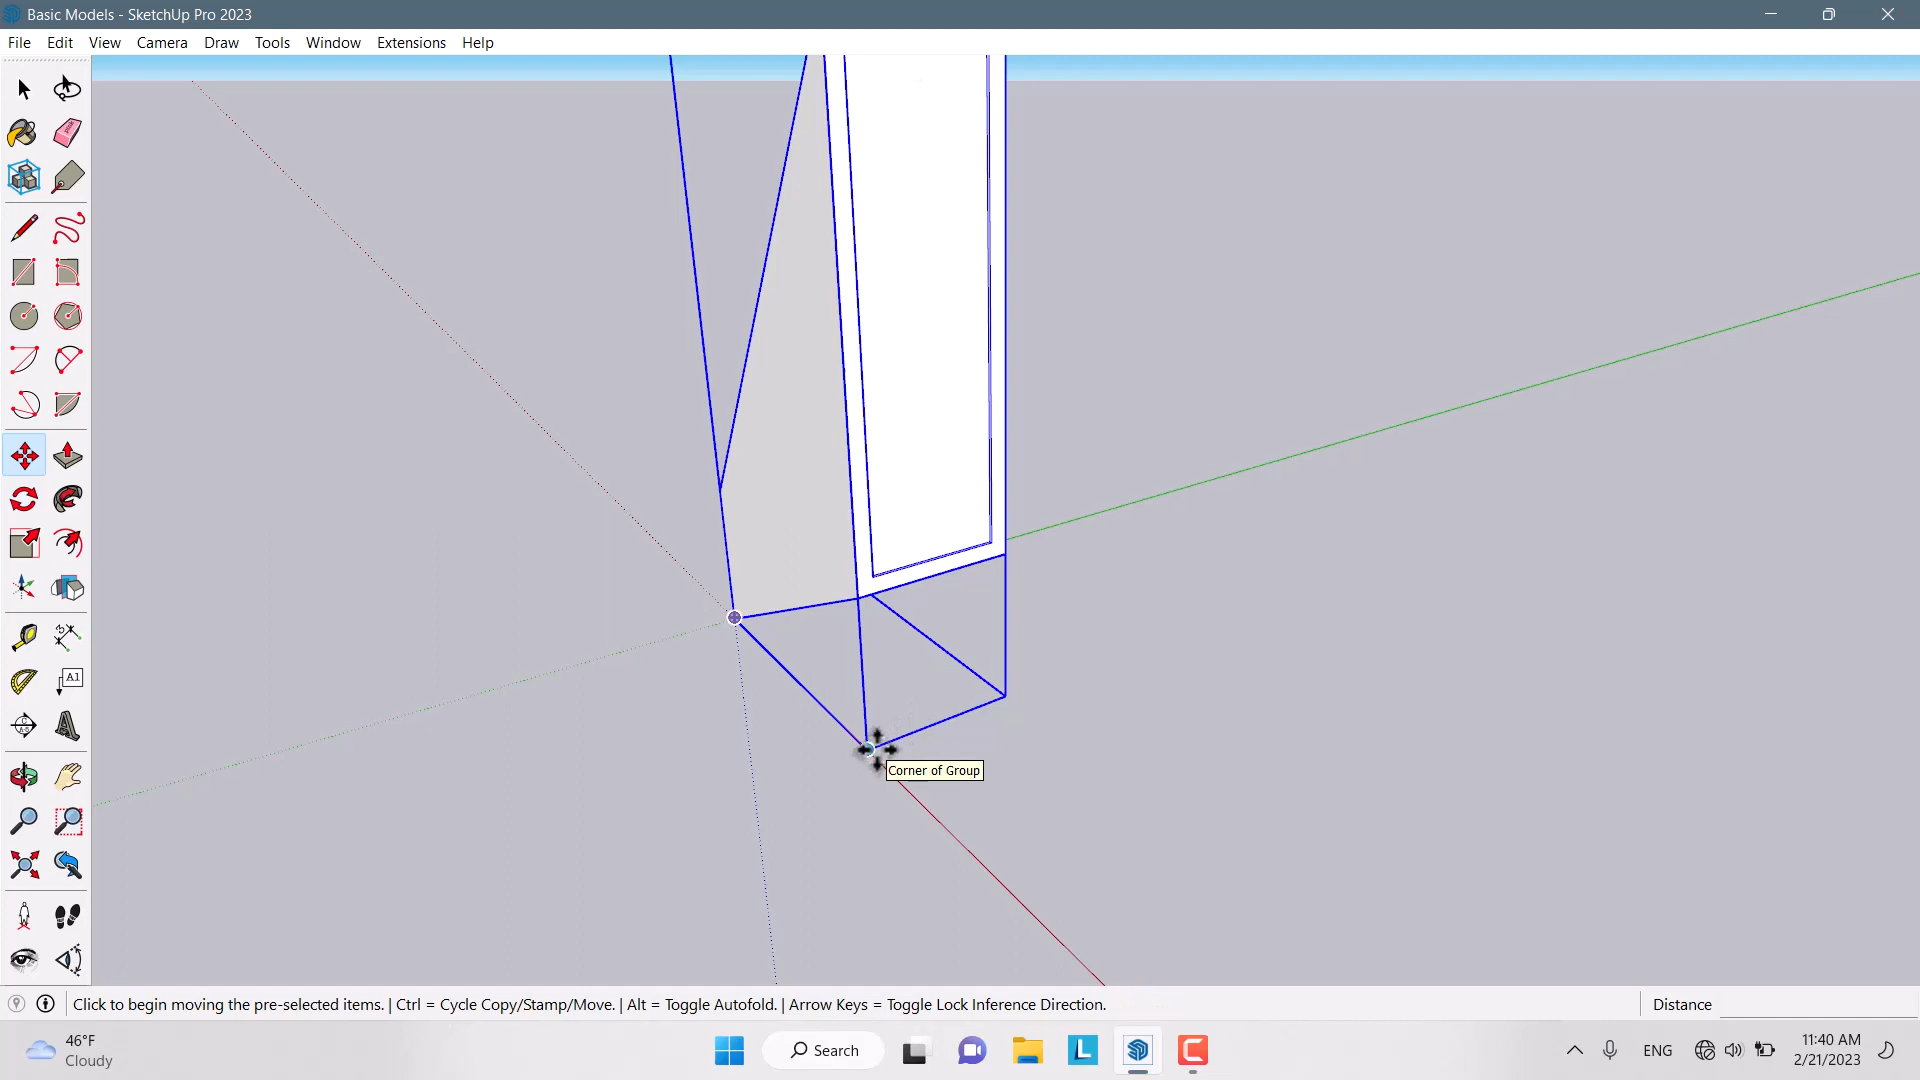 Basic Models - SketchUp Pro 2023
File Edit View Camera Draw Tools Window Extensions Help
A1
Corner of Group
Click to begin moving the pre-selected items. | Ctrl = Cycle Copy/Stamp/Move. | Alt = Toggle Autofold. | Arrow Keys = Toggle Lock Inference Direction.
Distance
46°F
Cloudy
Search
ENG
11:40 AM
2/21/2023